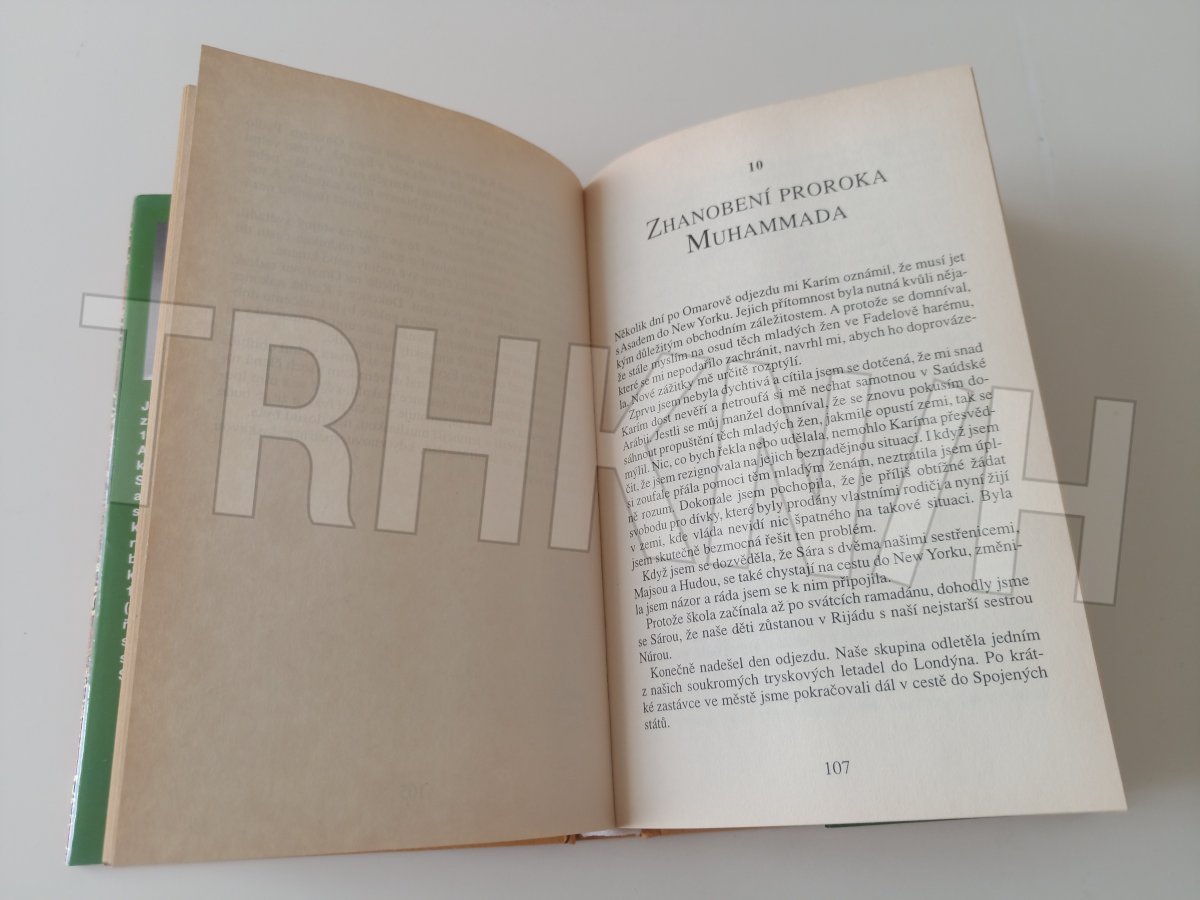 10
ZHANOBENÍ PROROKA
MUHAMMADA
Několik dní po Omarově odjezdu mi Karím oznámil, že musí jet
s Asadem do New Yorku. Jejich přítomnost byla nutná kvůli něja-
kým důležitým obchodním záležitostem. A protože se domníval,
že stále myslím na osud těch mladých žen ve Fadelově harému,
které se mi nepodařilo zachránit, navrhl mi, abych ho doprováze-
la. Nové zážitky mě určitě rozptýlí.
Zprvu jsem nebyla dychtivá a cítila jsem se dotčená, že mi snad
Karím dost nevěří a netroufá si mě nechat samotnou v Saúdské
Arábii. Jestli se můj manžel domníval, že se znovu pokusím do-
sáhnout propuštění těch mladých žen, jakmile opustí zemi, tak se
mýlil. Nic, co bych řekla nebo udělala, nemohlo Karíma přesvěd-
čit, že jsem rezignovala na jejich beznadějnou situaci. I když jsem
si zoufale přála pomoci těm mladým ženám, neztratila jsem úpl-
ně rozum. Dokonale jsem pochopila, že je příliš obtížné žádat
svobodu pro dívky, které byly prodány vlastními rodiči a nyní žijí
v zemi, kde vláda nevidí nic špatného na takové situaci. Byla
jsem skutečně bezmocná řešit ten problém.
Když jsem se dozvěděla, že Sára s dvěma našimi sestřenicemi,
Majsou a Hudou, se také chystají na cestu do New Yorku, změni-
la jsem názor a ráda jsem se k nim připojila.
Protože škola začínala až po svátcích ramadánu, dohodly jsme
se Sárou, že naše děti zůstanou v Rijádu s naší nejstarší sestrou
Núrou.
Konečně nadešel den odjezdu. Naše skupina odletěla jedním
z našich soukromých tryskových letadel do Londýna. Po krát-
ké zastávce ve městě jsme pokračovali dál v cestě do Spojených
států.
107
TRHKNIH